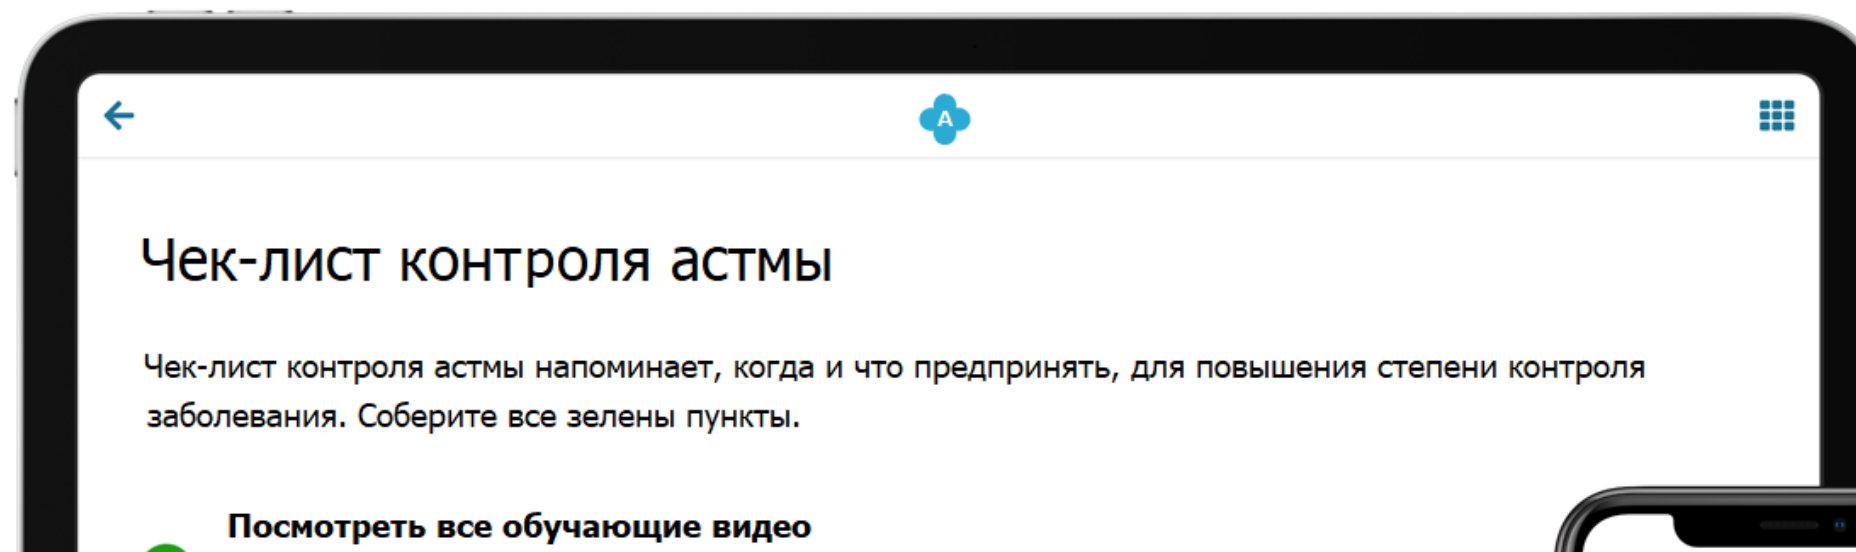 A
Чек-лист контроля астмы
Чек-лист контроля астмы напоминает, когда и что предпринять, для повышения степени контроля
заболевания. Соберите все зелены пункты.
Посмотреть все обучающие видео